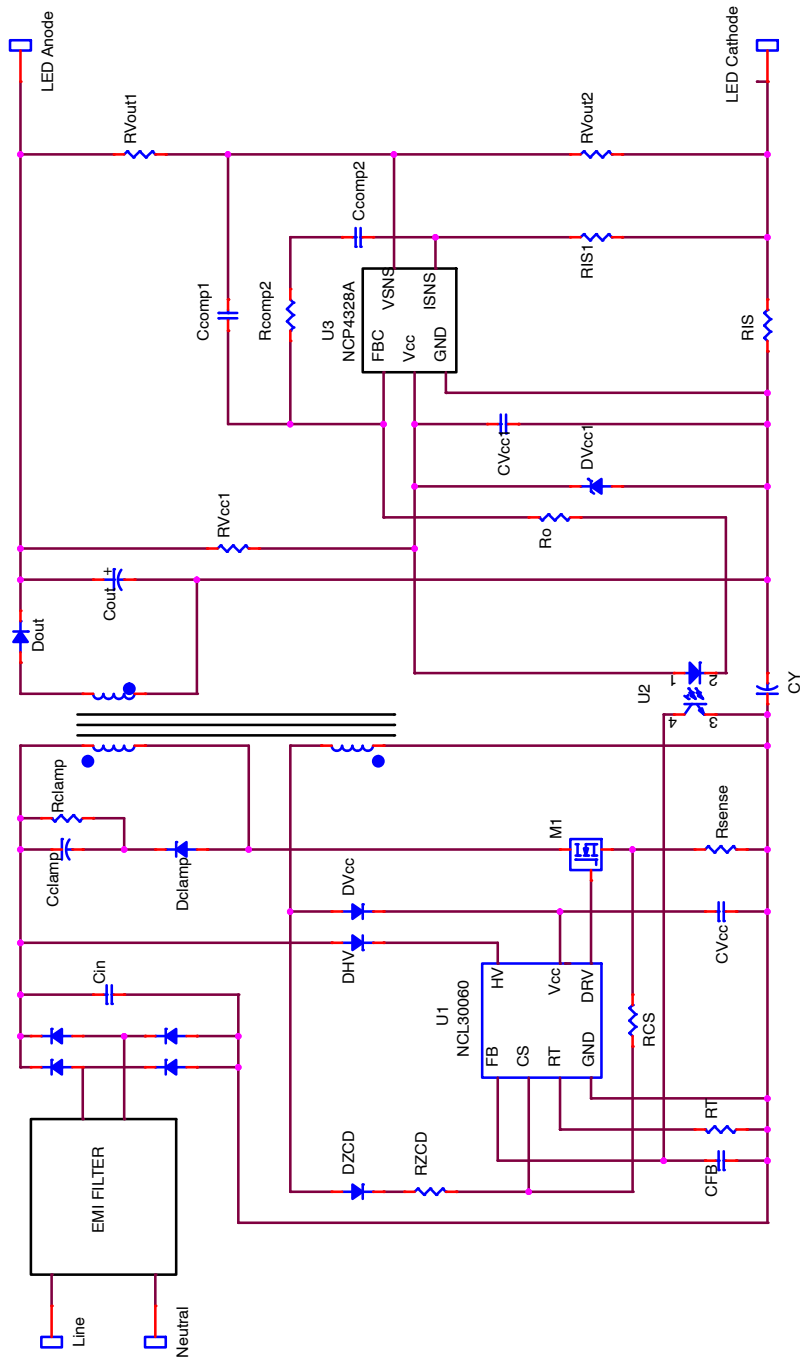 Line
Neutral
EMI FILTER
Cin
Cclamp
Rclamp
Dclamp
Dout
Cout
+
RVcc1
RVout1
LED Anode
DHV
DVcc
DZCD
RZCD
U1
NCL30060
FB
HV
CS
RT
Vcc
GND
DRV
M1
RCS
CFB
RT
CVcc
Rsense
U2
4
1
3
2
CY
Ro
DVcc1
CVcc1
Ccomp1
Rcomp2
Ccomp2
U3
NCP4328A
FBC
VSNS
Vcc
GND
ISNS
RIS1
RIS
RVout2
LED Cathode